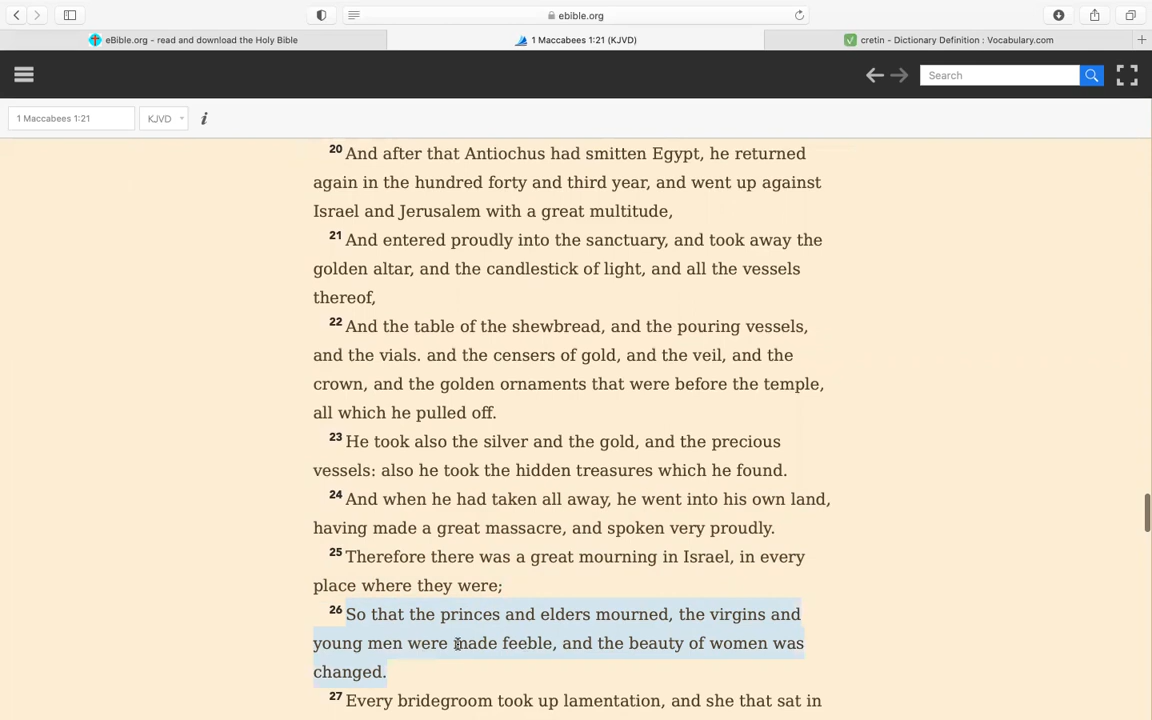 ebible.org
eBible.org - read and download the Holy Bible
1 Maccabees 1:21 (KJVD)
cretin - Dictionary Definition : Vocabulary.com
Search
1 Maccabees 1:21
KJVD
i
20 And after that Antiochus had smitten Egypt, he returned
again in the hundred forty and third year, and went up against
Israel and Jerusalem with a great multitude,
21 And entered proudly into the sanctuary, and took away the
golden altar, and the candlestick of light, and all the vessels
thereof,
22 And the table of the shewbread, and the pouring vessels,
and the vials. and the censers of gold, and the veil, and the
crown, and the golden ornaments that were before the temple,
all which he pulled off.
23 He took also the silver and the gold, and the precious
vessels: also he took the hidden treasures which he found.
24 And when he had taken all away, he went into his own land,
having made a great massacre, and spoken very proudly.
25 Therefore there was a great mourning in Israel, in every
place where they were;
26 So that the princes and elders mourned, the virgins and
young men were made feeble, and the beauty of women was
changed.
27 Every bridegroom took up lamentation, and she that sat in